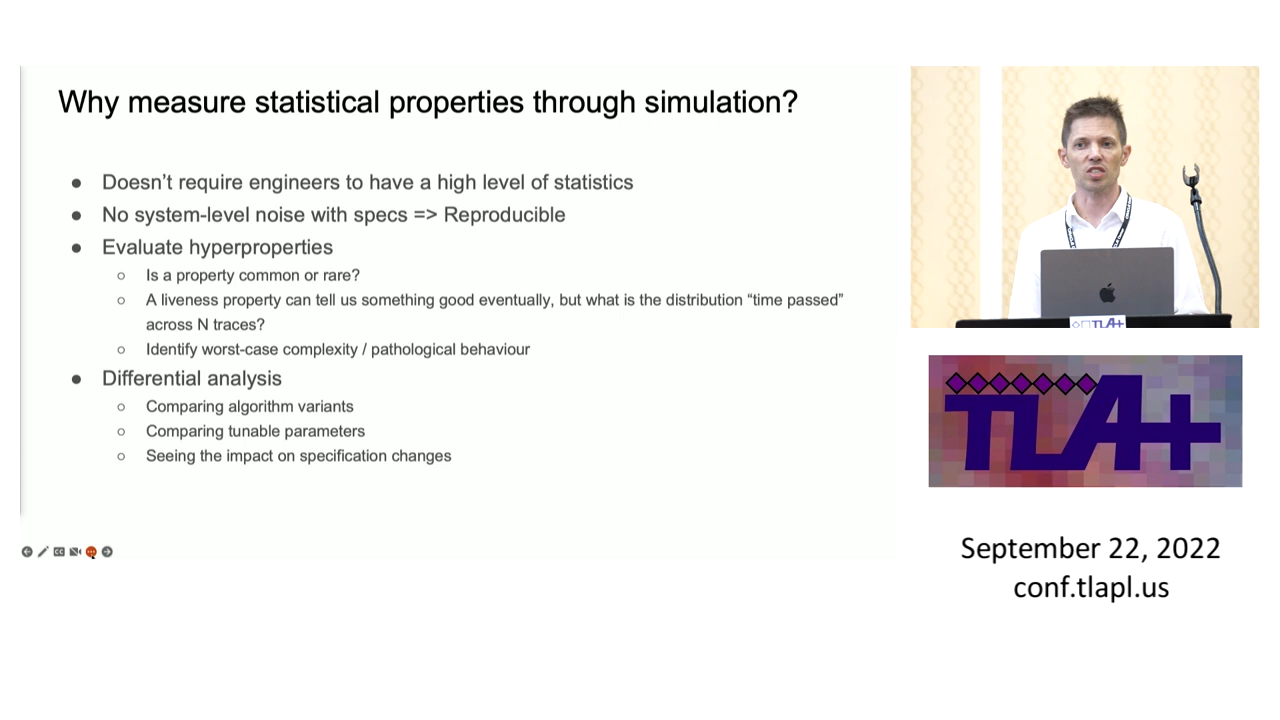 Why measure statistical properties through simulation?
● Doesn’t require engineers to have a high level of statistics
● No system-level noise with specs => Reproducible
● Evaluate hyperproperties
○ Is a property common or rare?
○ A liveness property can tell us something good eventually, but what is the distribution “time passed”
across N traces?
○ Identify worst-case complexity / pathological behaviour
● Differential analysis
○ Comparing algorithm variants
○ Comparing tunable parameters
○ Seeing the impact on specification changes
TLA+
TLA+
September 22, 2022
conf.tlapl.us